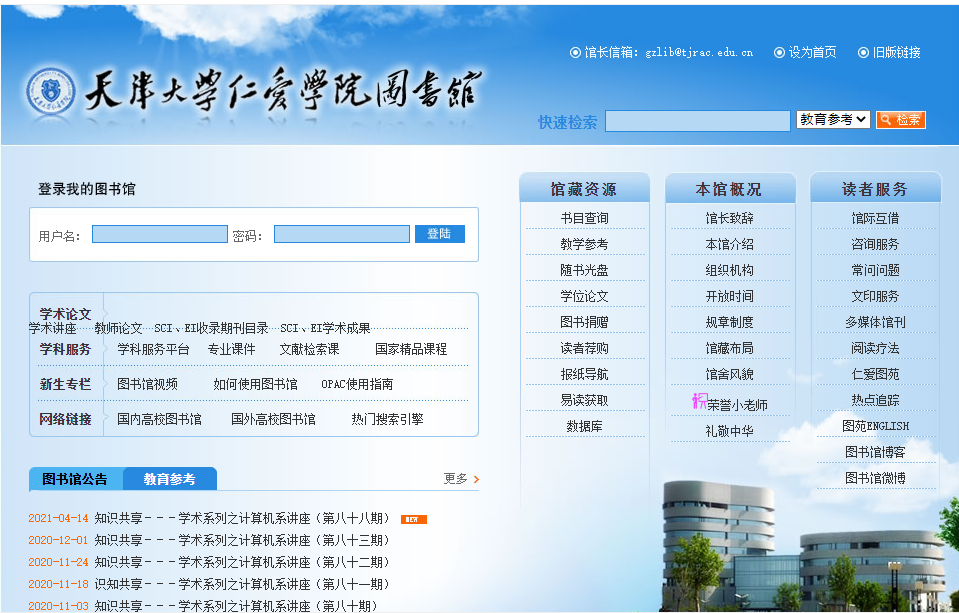 馆长信箱: gzlib@tjrac.edu.cn 设为首页 旧版链接
天津大学仁爱學院圖書館
快速检索 教育参考 检索
登录我的图书馆
用户名: 密码: 登陆
学术论文
学术讲座 教师论文 SCI、EI收录期刊目录 SCI、EI学术成果
学科服务 学科服务平台 专业课件 文献检索课 国家精品课程
新生专栏 图书馆视频 如何使用图书馆 OPAC使用指南
网络链接 国内高校图书馆 国外高校图书馆 热门搜索引擎
图书馆公告 教育参考 更多
2021-04-14 知识共享---学术系列之计算机系讲座（第八十八期） NEW
2020-12-01 知识共享---学术系列之计算机系讲座（第八十三期）
2020-11-24 知识共享---学术系列之计算机系讲座（第八十二期）
2020-11-18 识知共享---学术系列之计算机系讲座（第八十一期）
2020-11-03 知识共享---学术系列之计算机系讲座（第八十期）
馆藏资源
书目查询
教学参考
随书光盘
学位论文
图书捐赠
读者荐购
报纸导航
易读获取
数据库
本馆概况
馆长致辞
本馆介绍
组织机构
开放时间
规章制度
馆藏布局
馆舍风貌
荣誉小老师
礼敬中华
读者服务
馆际互借
咨询服务
常问问题
文印服务
多媒体馆刊
阅读疗法
仁爱图苑
热点追踪
图苑ENGLISH
图书馆博客
图书馆微博